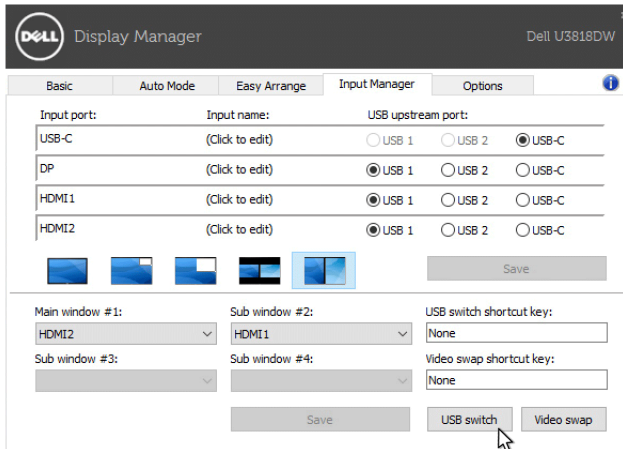 DELL Display Manager Dell U3818DW
Basic Auto Mode Easy Arrange Input Manager Options i
Input port: Input name: USB upstream port:
USB-C (Click to edit) USB 1 USB 2 USB-C
DP (Click to edit) USB 1 USB 2 USB-C
HDMI1 (Click to edit) USB 1 USB 2 USB-C
HDMI2 (Click to edit) USB 1 USB 2 USB-C
Save
Main window #1: Sub window #2: USB switch shortcut key:
HDMI2 HDMI1 None
Sub window #3: Sub window #4: Video swap shortcut key:
None
Save USB switch Video swap